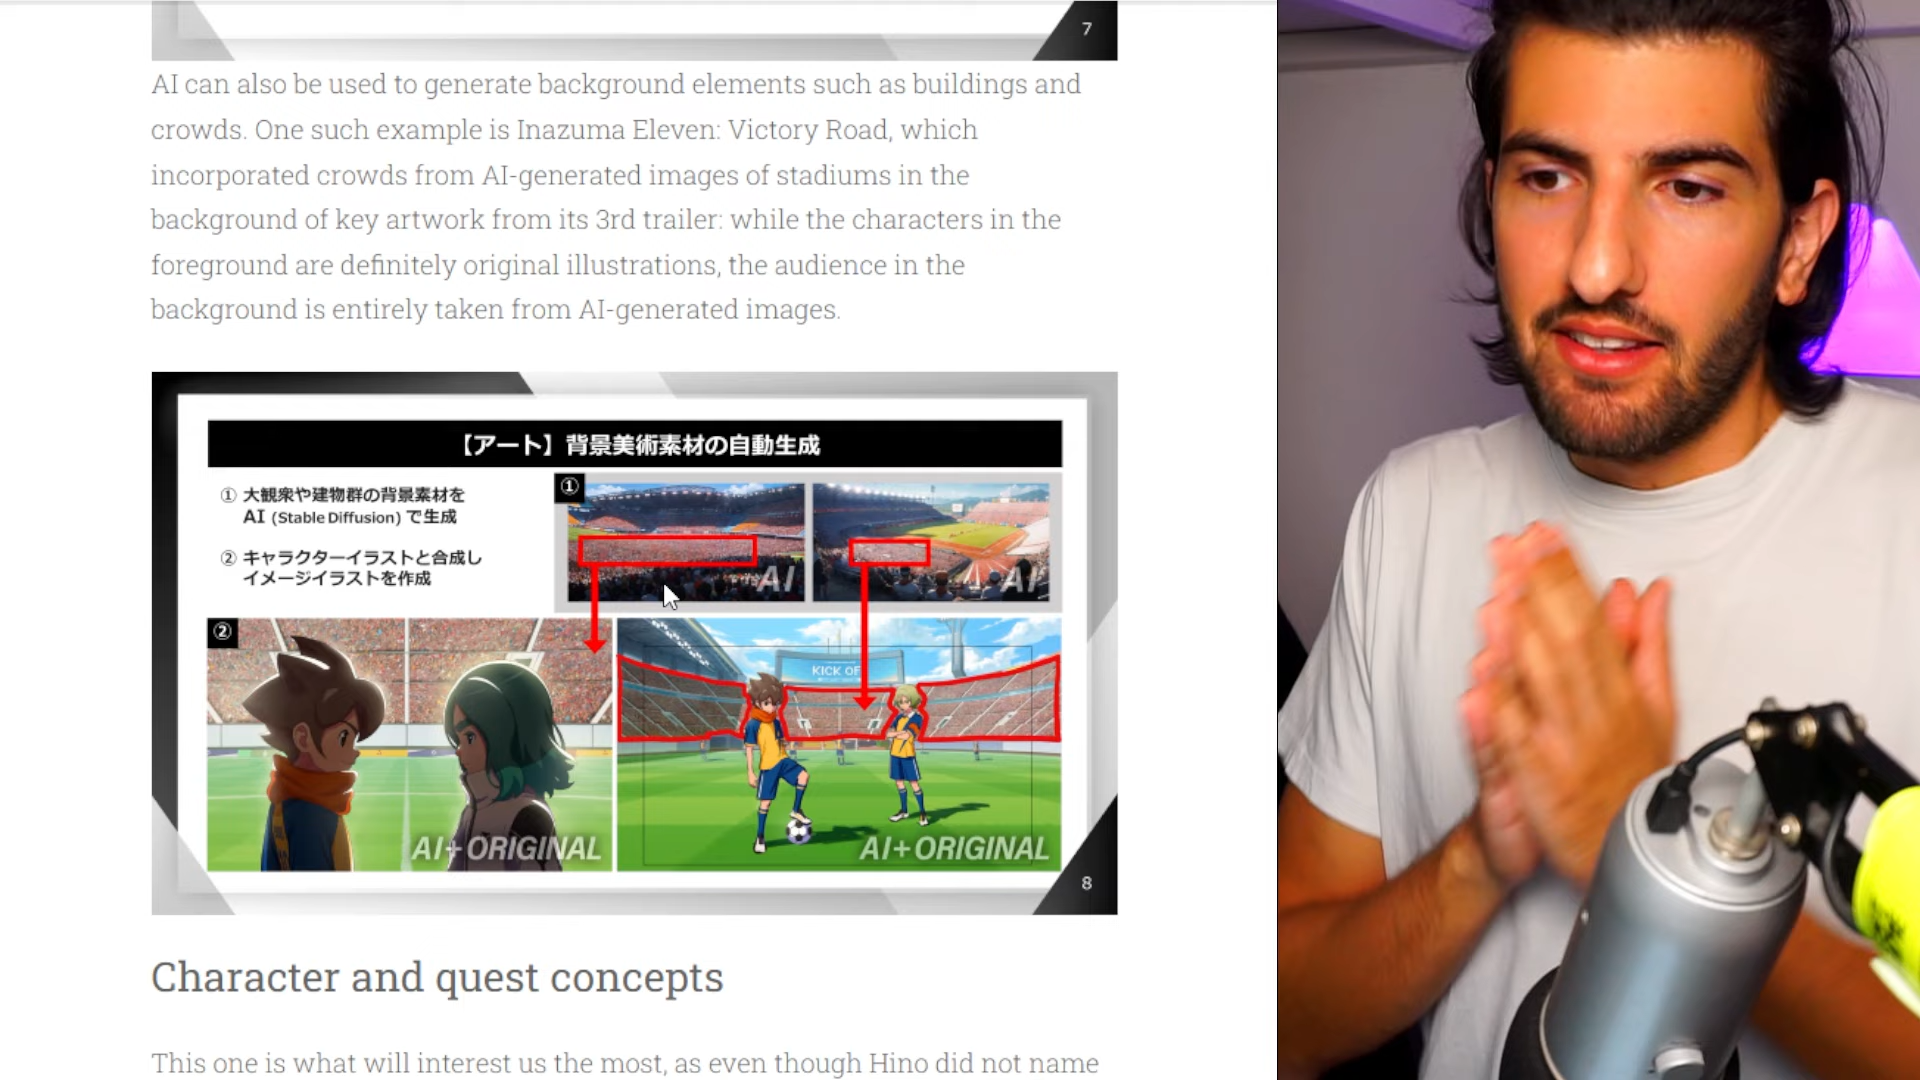 7
AI can also be used to generate background elements such as buildings and
crowds. One such example is Inazuma Eleven: Victory Road, which
incorporated crowds from AI-generated images of stadiums in the
background of key artwork from its 3rd trailer: while the characters in the
foreground are definitely original illustrations, the audience in the
background is entirely taken from AI-generated images.
【アート】背景美術素材の自動生成
① 大観衆や建物群の背景素材を
AI (Stable Diffusion) で生成
② キャラクターイラストと合成し
イメージイラストを作成
①
AI
AI
②
AI+ORIGINAL
KICK OF
AI+ORIGINAL
8
Character and quest concepts
This one is what will interest us the most, as even though Hino did not name